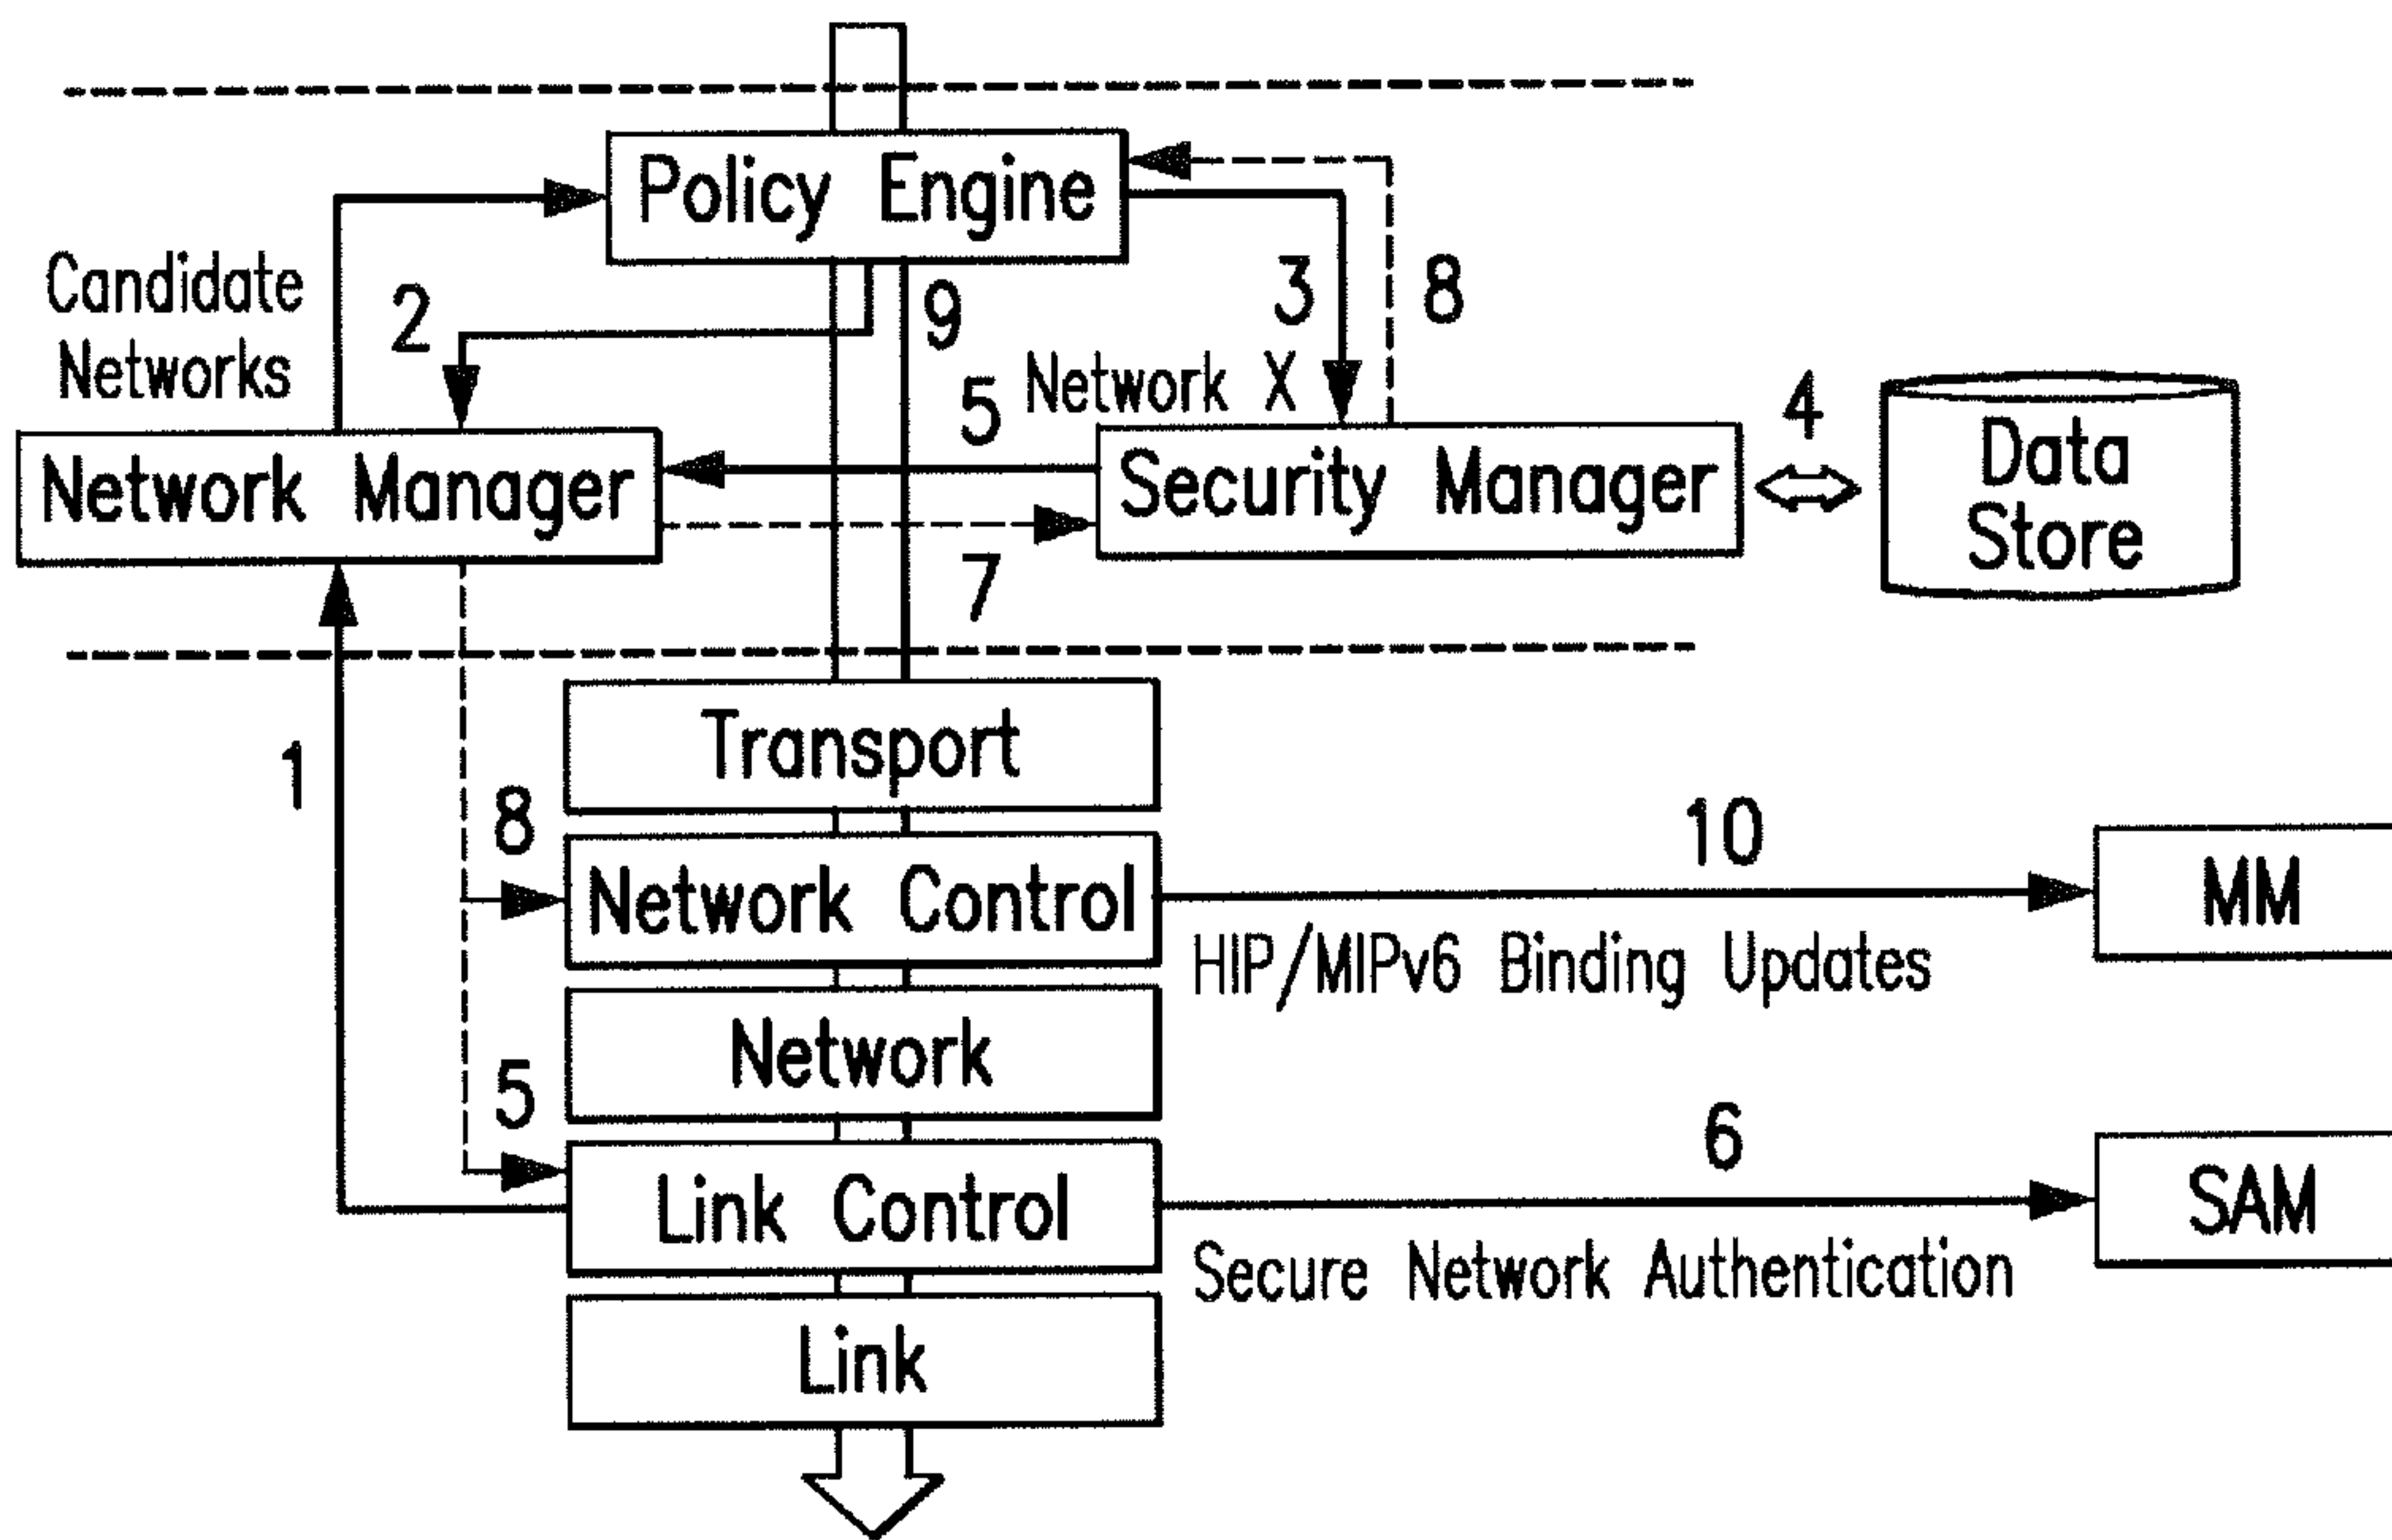 Policy Engine
Candidate
Networks
2
9
3
8
Network X
5
4
Network Manager
Security Manager
Data
Store
7
Transport
1
8
Network Control
10
MM
HIP/MIPv6 Binding Updates
Network
5
6
Link Control
SAM
Secure Network Authentication
Link